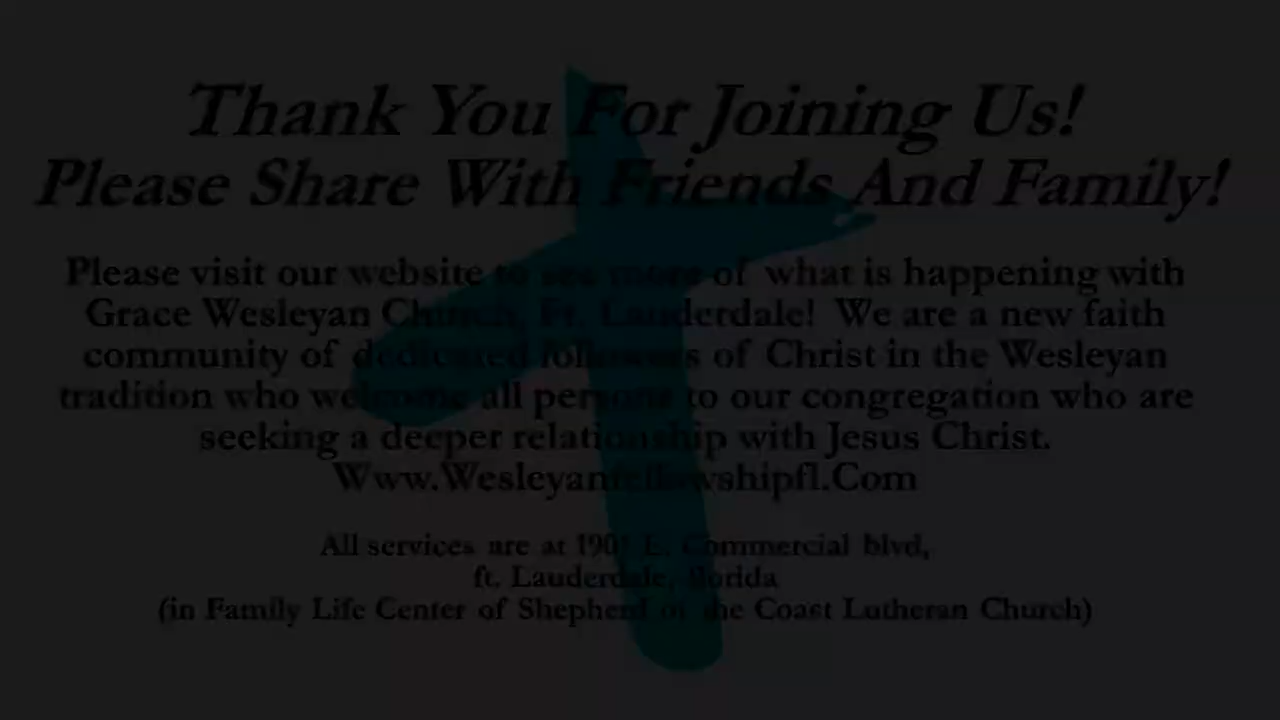 Thank You For Joining Us!
Please Share With Friends And Family!
Please visit our website to see more of what is happening with
Grace Wesleyan Church, Ft. Lauderdale! We are a new faith
community of dedicated followers of Christ in the Wesleyan
tradition who welcome all persons to our congregation who are
seeking a deeper relationship with Jesus Christ.
Www.Wesleyanfellowshipfl.Com
All services are at 1901 E. Commercial blvd,
ft. Lauderdale, florida
(in Family Life Center of Shepherd of the Coast Lutheran Church)